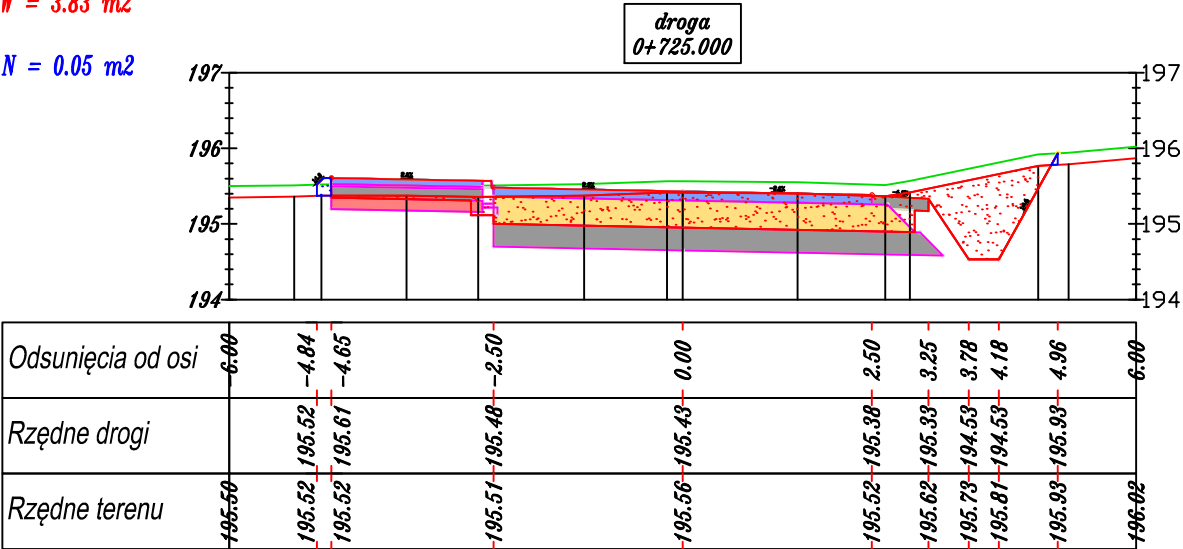 W = 3.83 m2
droga
0+725.000
N = 0.05 m2
197 197
196 196
195 195
194 194
Odsunięcia od osi -6.00 -4.84 -4.65 -2.50 0.00 2.50 3.25 3.78 4.18 4.96 6.00
Rzędne drogi 195.52 195.61 195.48 195.43 195.38 195.33 194.53 194.53 195.93
Rzędne terenu 195.50 195.52 195.52 195.51 195.56 195.52 195.62 195.73 195.81 195.93 196.02